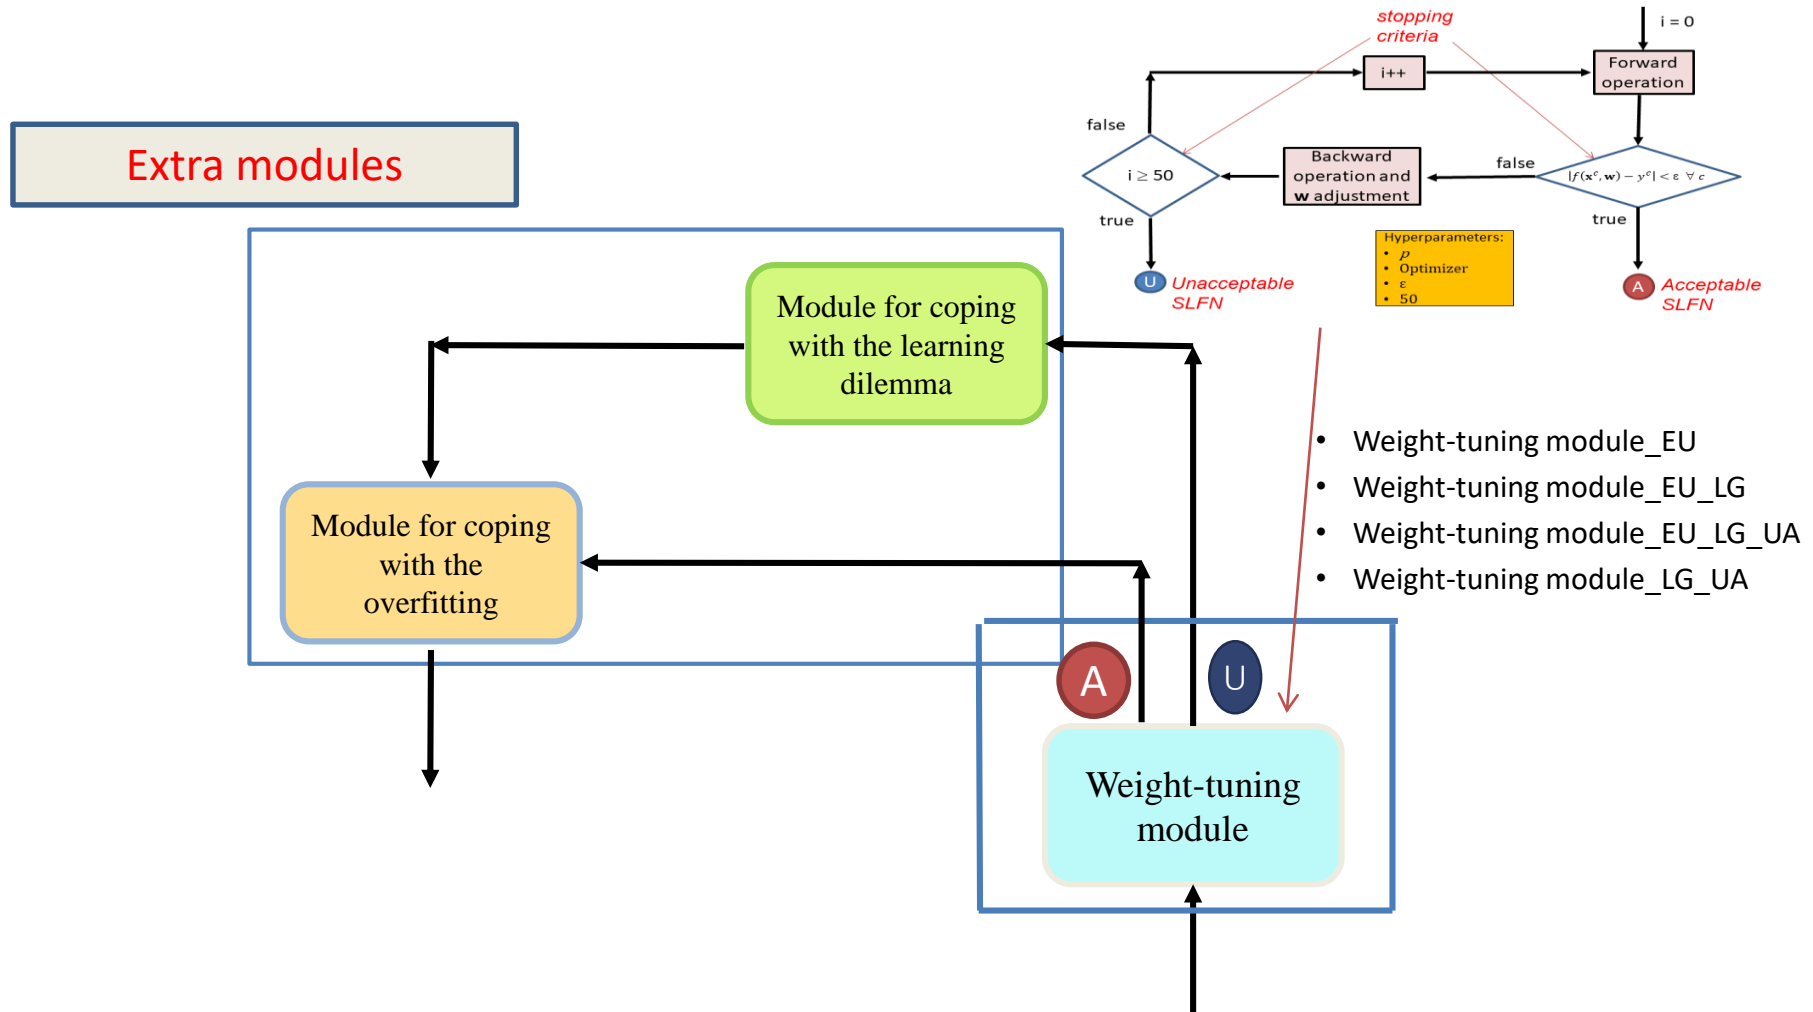 stopping
criteria
i = 0
i++
Forward
operation
false
i ≥ 50
Backward
operation and
w adjustment
false
|f(x^c, w) − y^c| < ε ∀ c
true
true
Hyperparameters:
• p
• Optimizer
• ε
• 50
U
Unacceptable
SLFN
A
Acceptable
SLFN
Extra modules
Module for coping
with the learning
dilemma
• Weight-tuning module_EU
• Weight-tuning module_EU_LG
• Weight-tuning module_EU_LG_UA
• Weight-tuning module_LG_UA
Module for coping
with the
overfitting
A
U
Weight-tuning
module